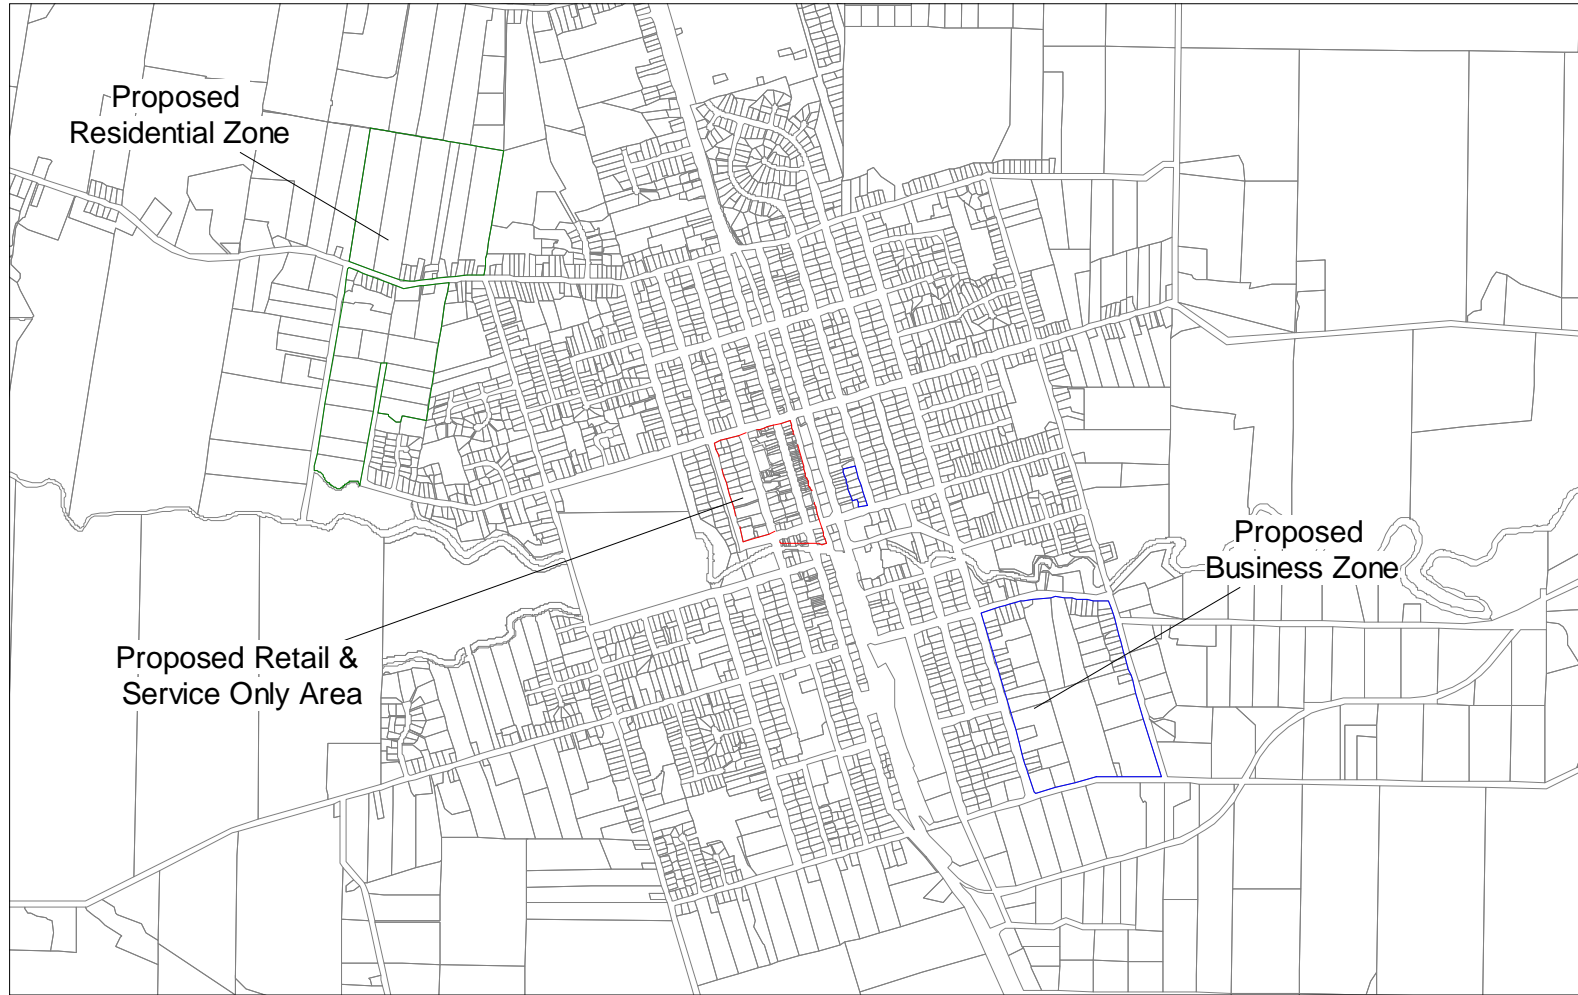 Proposed
Residential Zone
Proposed
Business Zone
Proposed Retail &
Service Only Area